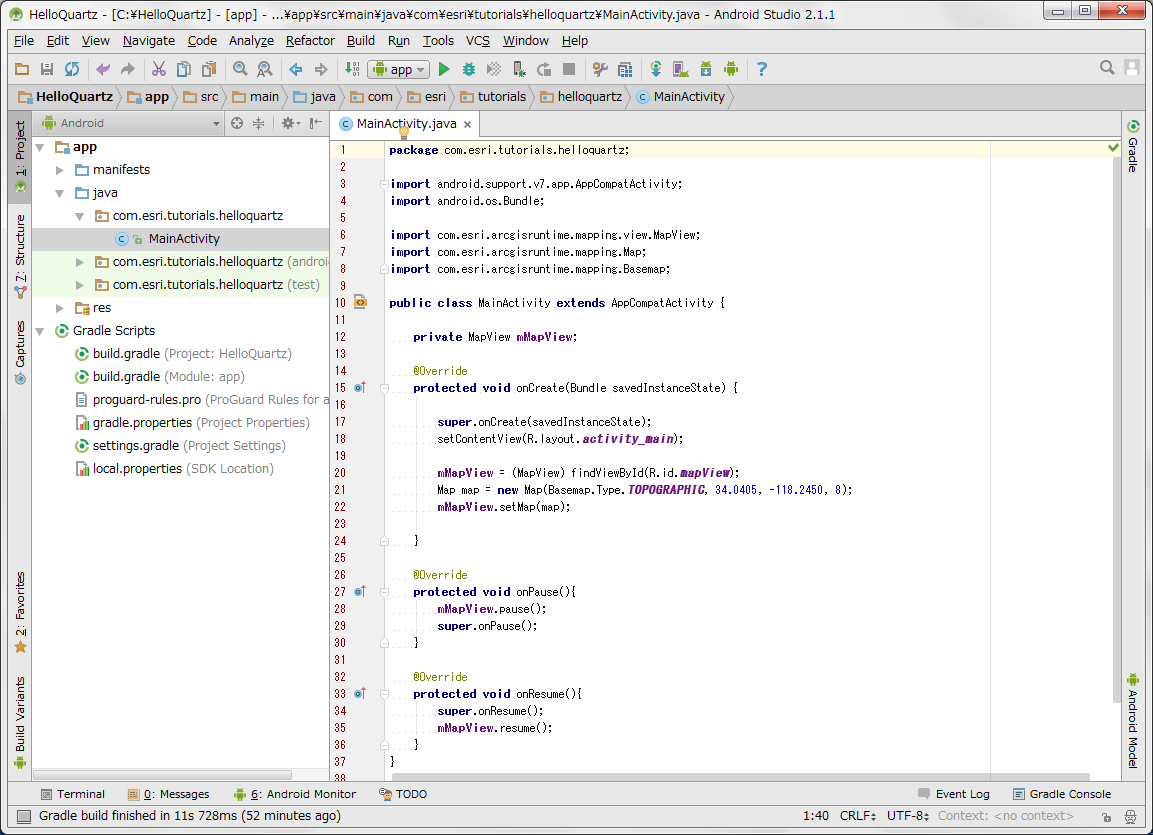 HelloQuartz - [C:¥HelloQuartz] - [app] - ...¥app¥src¥main¥java¥com¥esri¥tutorials¥helloquartz¥MainActivity.java - Android Studio 2.1.1
File Edit View Navigate Code Analyze Refactor Build Run Tools VCS Window Help
app
HelloQuartz app src main java com esri tutorials helloquartz MainActivity
1: Project
7: Structure
Captures
2: Favorites
Build Variants
Android
app
manifests
java
com.esri.tutorials.helloquartz
MainActivity
com.esri.tutorials.helloquartz (androi
com.esri.tutorials.helloquartz (test)
res
Gradle Scripts
build.gradle (Project: HelloQuartz)
build.gradle (Module: app)
proguard-rules.pro (ProGuard Rules for a
gradle.properties (Project Properties)
settings.gradle (Project Settings)
local.properties (SDK Location)
MainActivity.java
1 package com.esri.tutorials.helloquartz;
2
3 import android.support.v7.app.AppCompatActivity;
4 import android.os.Bundle;
5
6 import com.esri.arcgisruntime.mapping.view.MapView;
7 import com.esri.arcgisruntime.mapping.Map;
8 import com.esri.arcgisruntime.mapping.Basemap;
9
10 public class MainActivity extends AppCompatActivity {
11
12 private MapView mMapView;
13
14 @Override
15 protected void onCreate(Bundle savedInstanceState) {
16
17 super.onCreate(savedInstanceState);
18 setContentView(R.layout.activity_main);
19
20 mMapView = (MapView) findViewById(R.id.mapView);
21 Map map = new Map(Basemap.Type.TOPOGRAPHIC, 34.0405, -118.2450, 8);
22 mMapView.setMap(map);
23
24 }
25
26 @Override
27 protected void onPause(){
28 mMapView.pause();
29 super.onPause();
30 }
31
32 @Override
33 protected void onResume(){
34 super.onResume();
35 mMapView.resume();
36 }
37 }
38
Gradle
Android Model
Terminal 0: Messages 6: Android Monitor TODO Event Log Gradle Console
Gradle build finished in 11s 728ms (52 minutes ago) 1:40 CRLF UTF-8 Context: <no context>